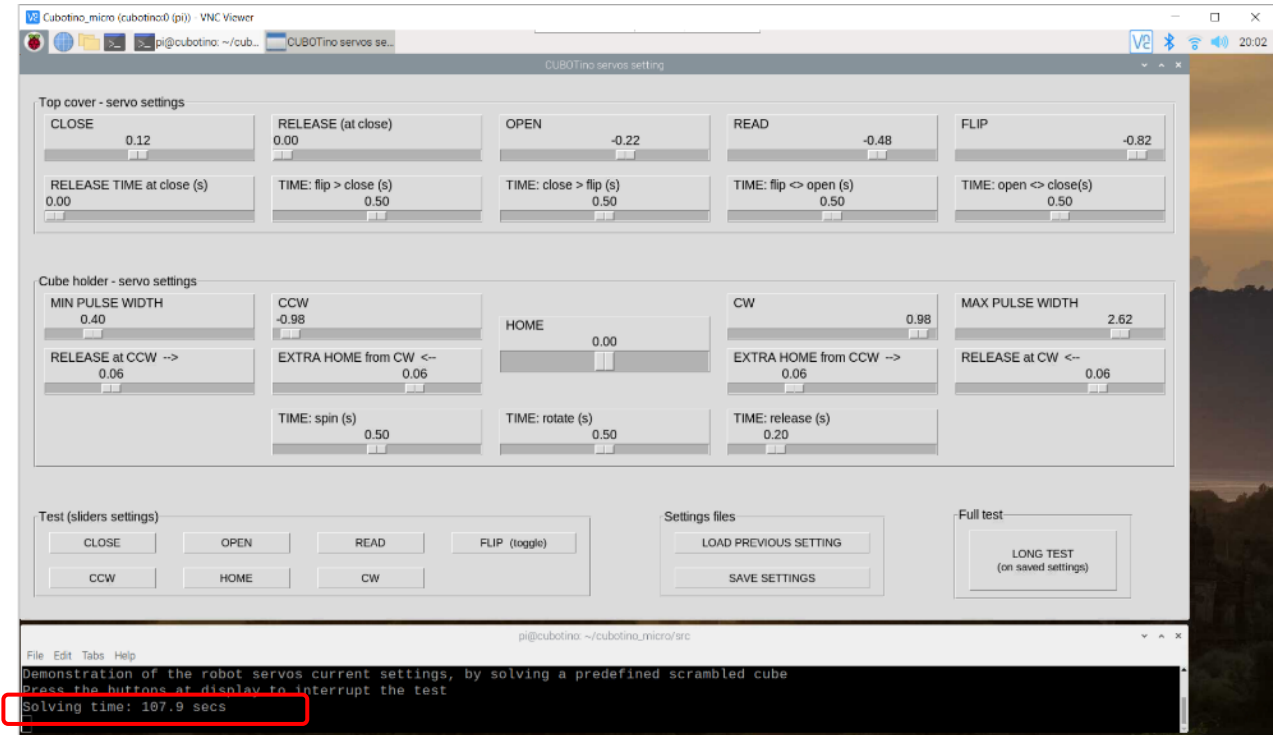 Cubotino_micro (cubotino:0 (pi)) - VNC Viewer
pi@cubotino: ~/cub... CUBOTino servos se... 20:02
CUBOTino servos setting
Top cover - servo settings
CLOSE RELEASE (at close) OPEN READ FLIP
0.12 0.00 -0.22 -0.48 -0.82
RELEASE TIME at close (s) TIME: flip > close (s) TIME: close > flip (s) TIME: flip <> open (s) TIME: open <> close(s)
0.00 0.50 0.50 0.50 0.50
Cube holder - servo settings
MIN PULSE WIDTH CCW HOME CW MAX PULSE WIDTH
0.40 -0.98 0.00 0.98 2.62
RELEASE at CCW --> EXTRA HOME from CW <-- EXTRA HOME from CCW --> RELEASE at CW <--
0.06 0.06 0.06 0.06
TIME: spin (s) TIME: rotate (s) TIME: release (s)
0.50 0.50 0.20
Test (sliders settings) Settings files Full test
CLOSE OPEN READ FLIP (toggle) LOAD PREVIOUS SETTING LONG TEST
(on saved settings)
CCW HOME CW SAVE SETTINGS
pi@cubotino: ~/cubotino_micro/src
File Edit Tabs Help
Demonstration of the robot servos current settings, by solving a predefined scrambled cube
Press the buttons at display to interrupt the test
Solving time: 107.9 secs